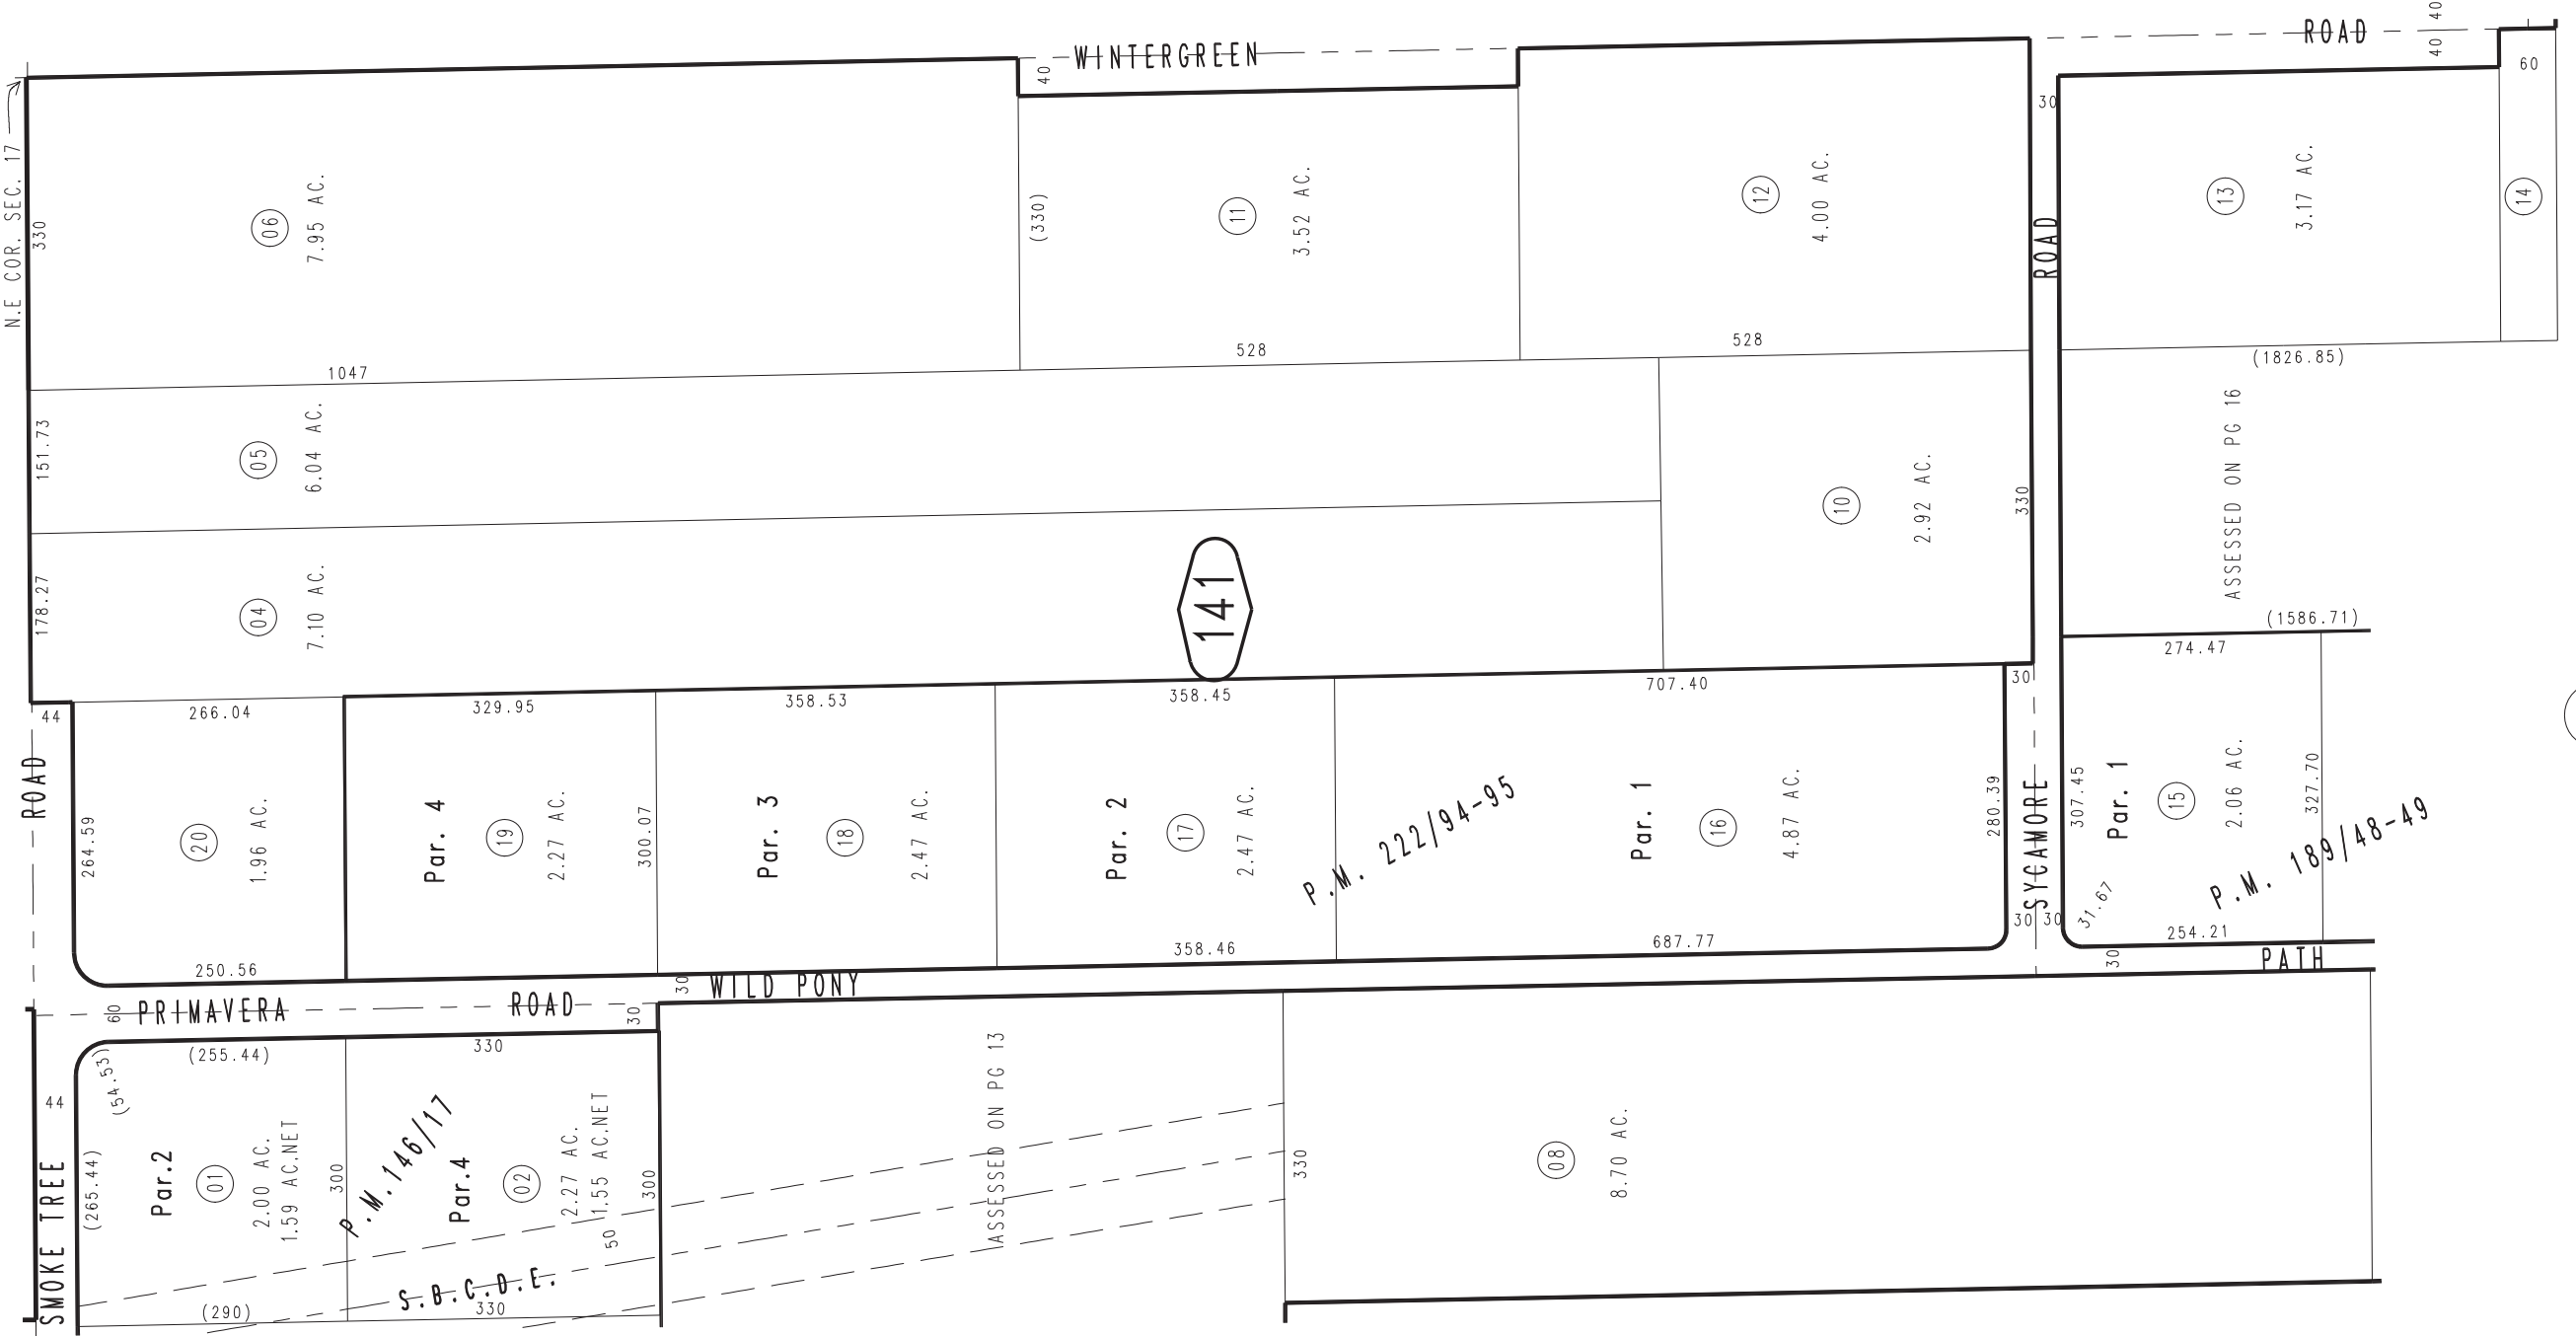 WINTERGREEN
ROAD
40
40
40
60
30
N.E COR. SEC. 17
330
06
7.95 AC.
(330)
11
3.52 AC.
12
4.00 AC.
ROAD
13
3.17 AC.
14
1047
528
528
(1826.85)
151.73
05
6.04 AC.
10
2.92 AC.
330
ASSESSED ON PG 16
178.27
04
7.10 AC.
141
(1586.71)
274.47
44
266.04
329.95
358.53
358.45
707.40
30
ROAD
264.59
20
1.96 AC.
Par. 4
19
2.27 AC.
300.07
Par. 3
18
2.47 AC.
Par. 2
17
2.47 AC.
P.M. 222/94-95
Par. 1
16
4.87 AC.
280.39
SYCAMORE
307.45
Par. 1
15
2.06 AC.
327.70
P.M. 189/48-49
31.67
30
30
250.56
358.46
687.77
254.21
30
PATH
60
PRIMAVERA
ROAD
30
30
WILD PONY
(255.44)
330
(54.53)
44
SMOKE TREE
(265.44)
Par.2
01
2.00 AC.
1.59 AC.NET
300
P.M.146/17
Par.4
02
2.27 AC.
1.55 AC.NET
50
300
ASSESSED ON PG 13
330
08
8.70 AC.
S.B.C.D.E.
(290)
330